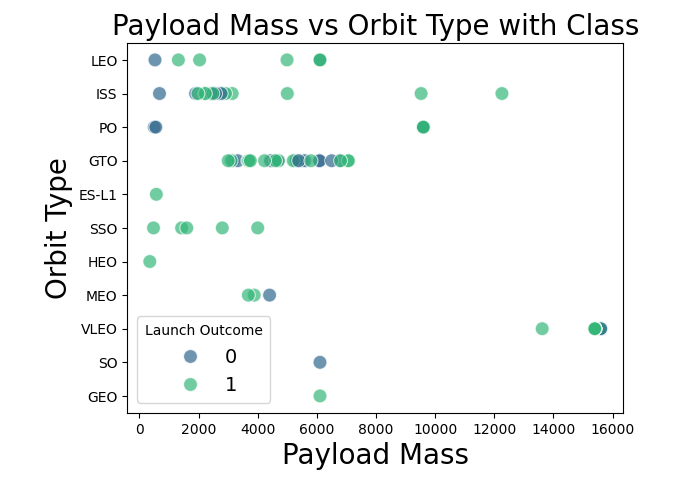 Payload Mass vs Orbit Type with Class
Orbit Type
LEO
ISS
PO
GTO
ES-L1
SSO
HEO
MEO
VLEO
SO
GEO
Launch Outcome
0
1
0 2000 4000 6000 8000 10000 12000 14000 16000
Payload Mass